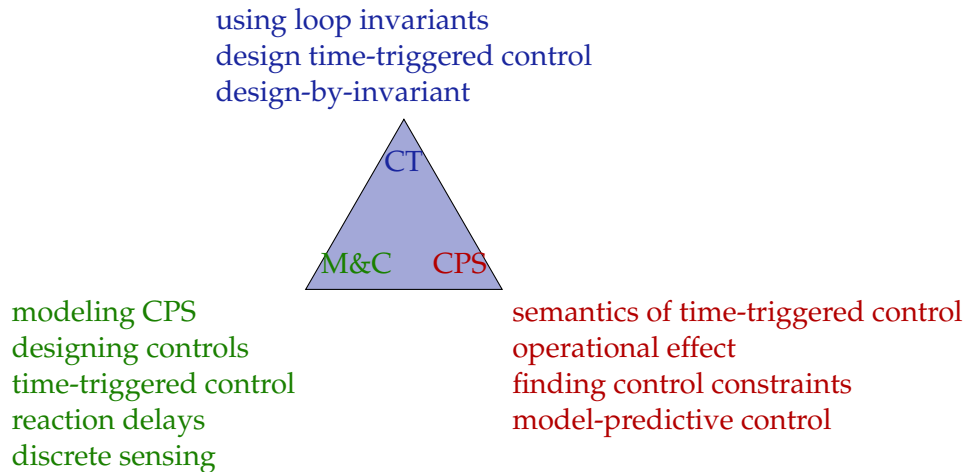 using loop invariants
design time-triggered control
design-by-invariant
CT
M&C
CPS
modeling CPS
designing controls
time-triggered control
reaction delays
discrete sensing
semantics of time-triggered control
operational effect
finding control constraints
model-predictive control